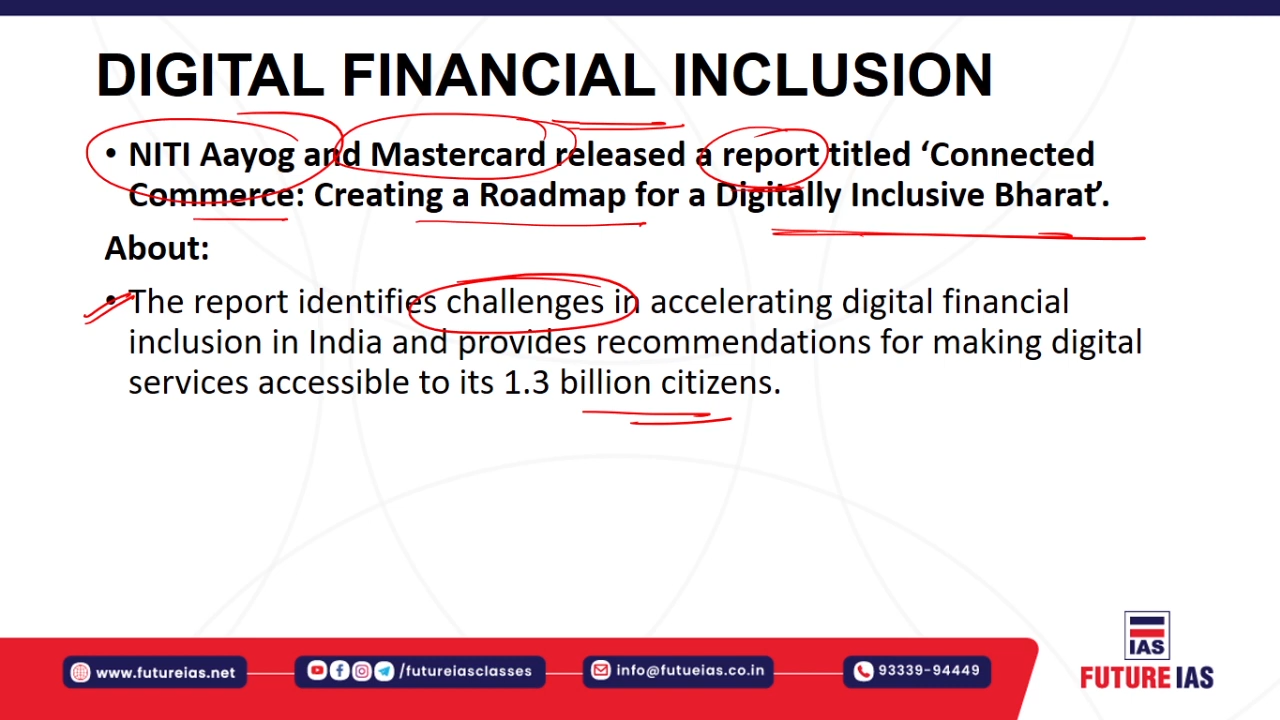 DIGITAL FINANCIAL INCLUSION
• NITI Aayog and Mastercard released a report titled ‘Connected
Commerce: Creating a Roadmap for a Digitally Inclusive Bharat’.
About:
• The report identifies challenges in accelerating digital financial
inclusion in India and provides recommendations for making digital
services accessible to its 1.3 billion citizens.
IAS
FUTURE IAS
www.futureias.net
/futureiasclasses
info@futueias.co.in
93339-94449